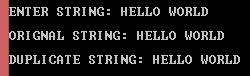 ENTER STRING: HELLO WORLD
ORIGNAL STRING: HELLO WORLD
DUPLICATE STRING: HELLO WORLD